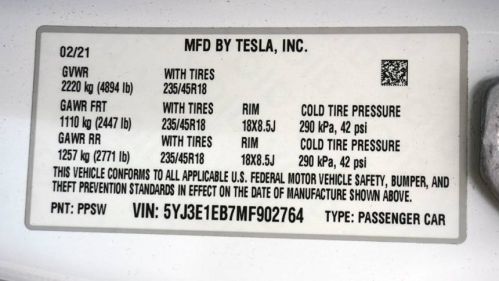 02/21 MFD BY TESLA, INC.
GVWR WITH TIRES
2220 kg (4894 lb) 235/45R18
GAWR FRT WITH TIRES RIM COLD TIRE PRESSURE
1110 kg (2447 lb) 235/45R18 18X8.5J 290 kPa, 42 psi
GAWR RR WITH TIRES RIM COLD TIRE PRESSURE
1257 kg (2771 lb) 235/45R18 18X8.5J 290 kPa, 42 psi
THIS VEHICLE CONFORMS TO ALL APPLICABLE U.S. FEDERAL MOTOR VEHICLE SAFETY, BUMPER, AND
THEFT PREVENTION STANDARDS IN EFFECT ON THE DATE OF MANUFACTURE SHOWN ABOVE.
PNT: PPSW VIN: 5YJ3E1EB7MF902764 TYPE: PASSENGER CAR